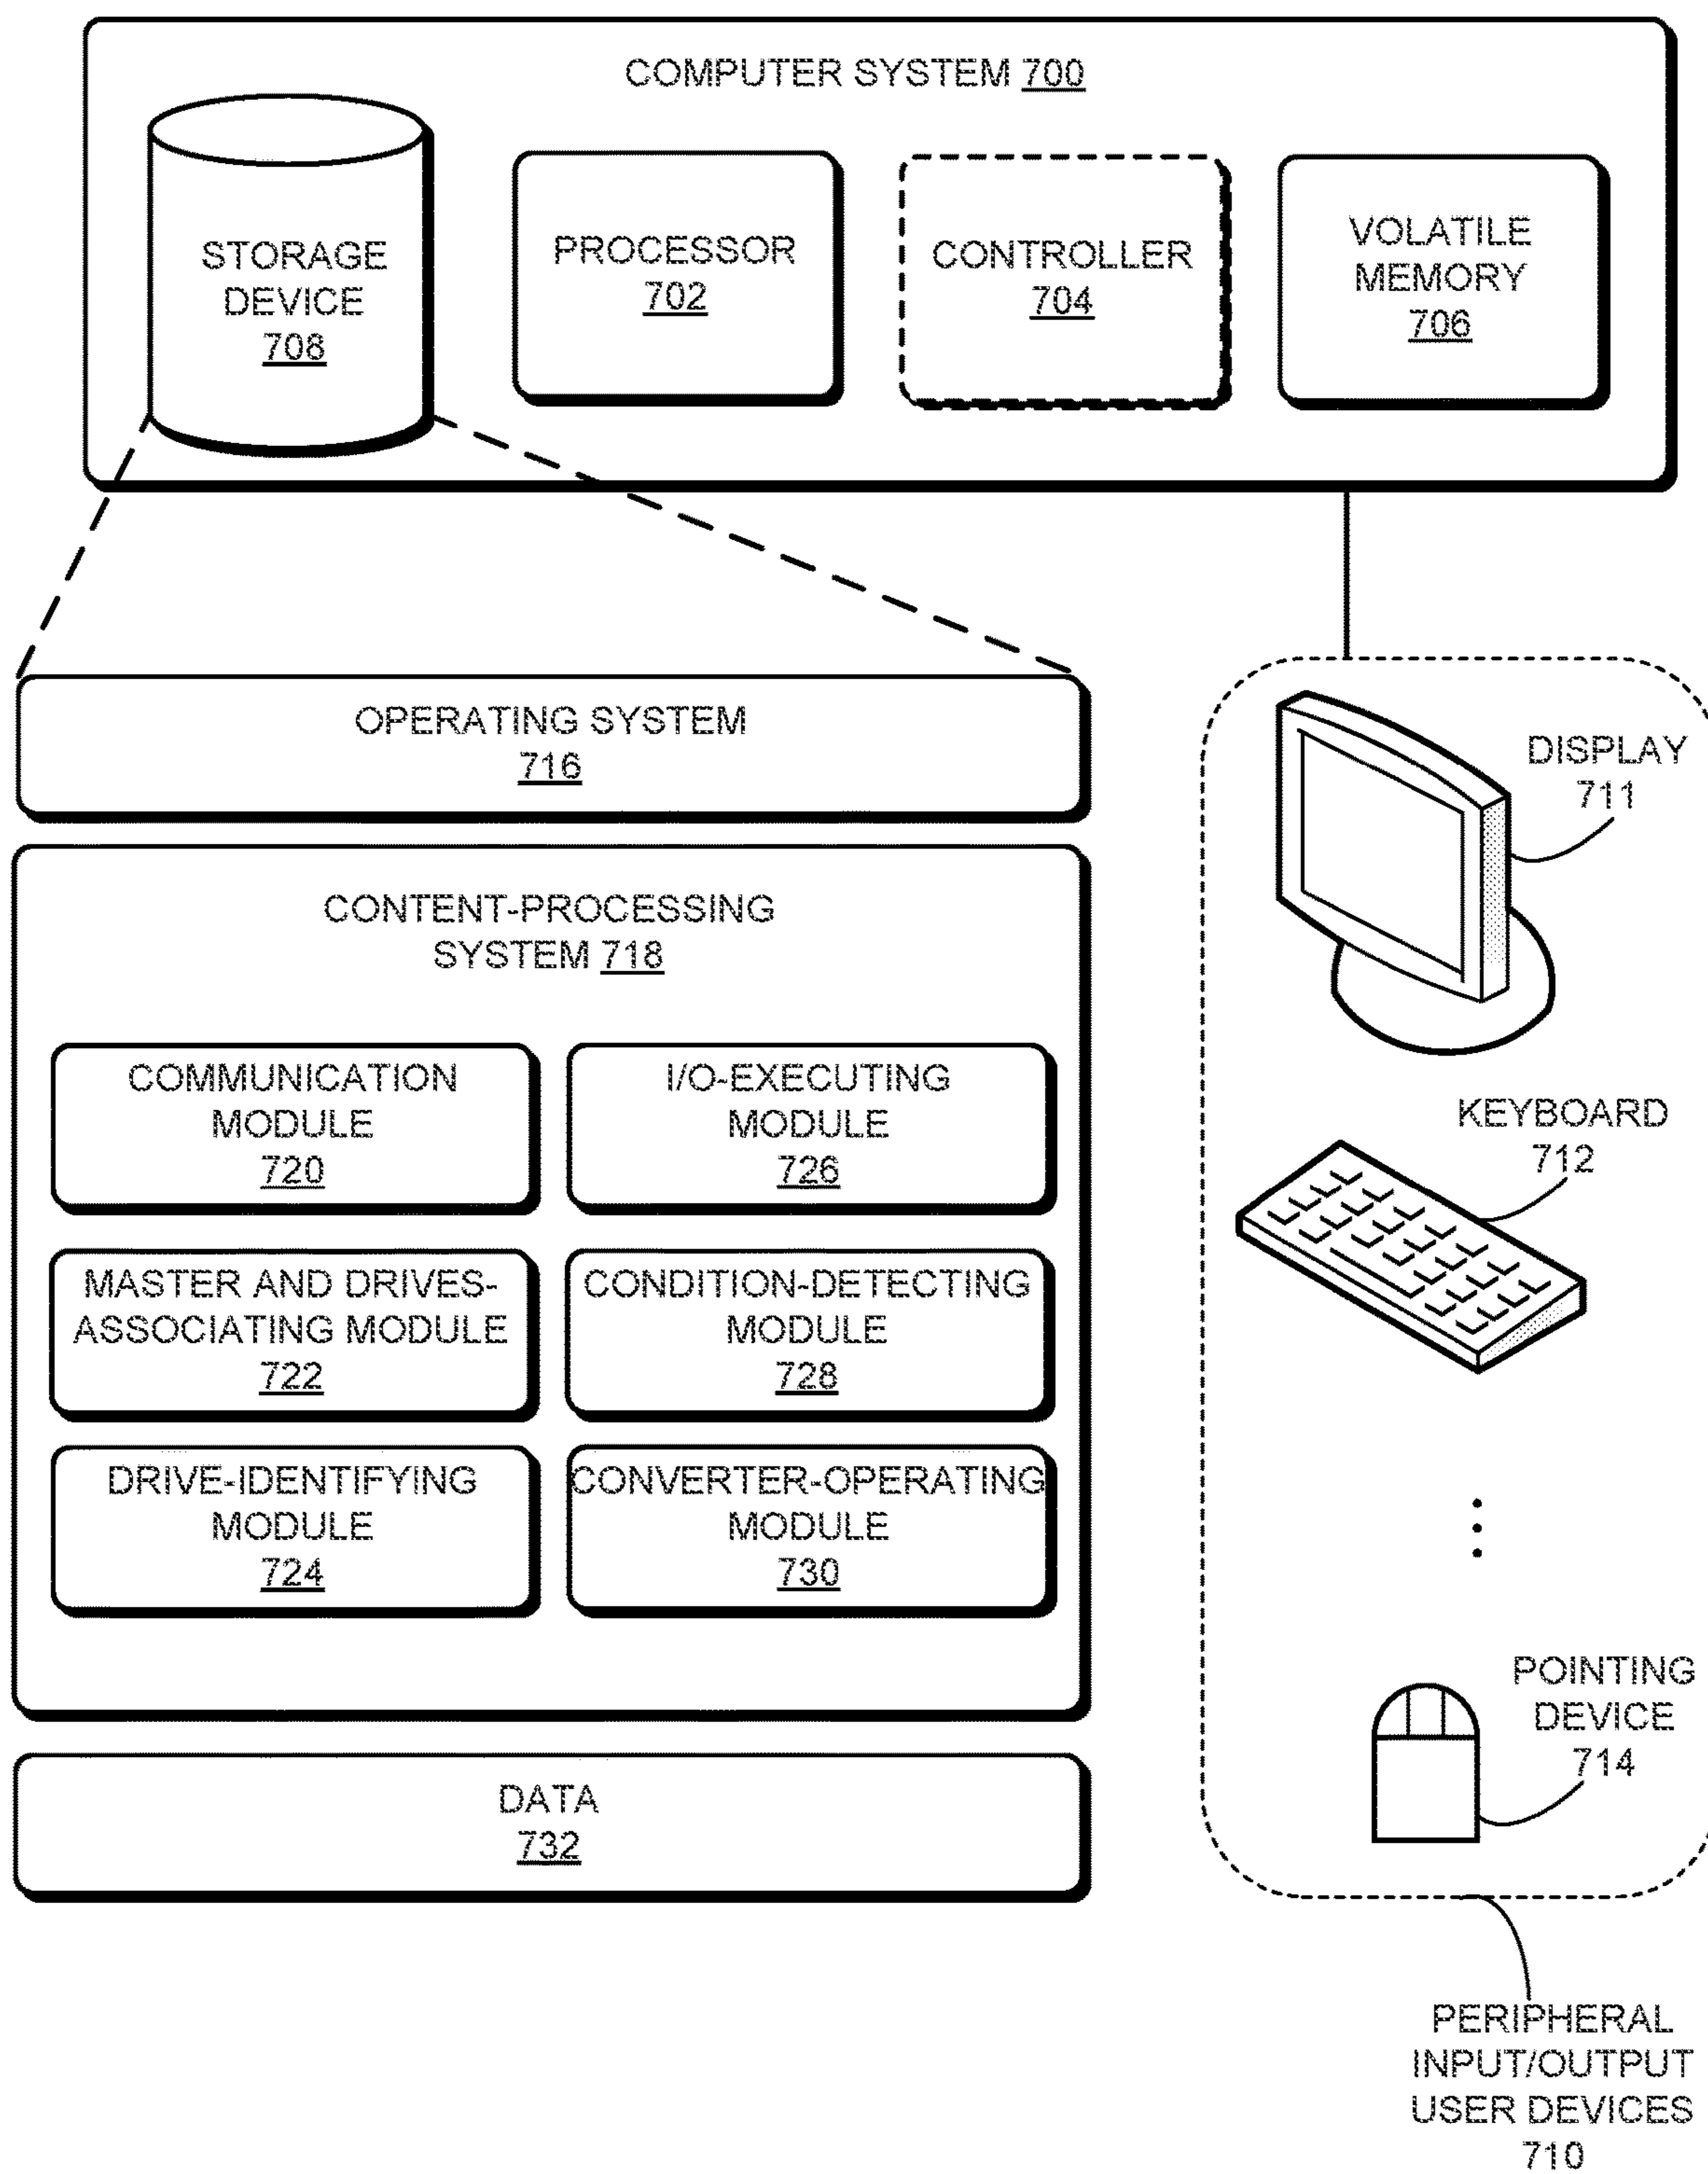 COMPUTER SYSTEM 700
STORAGE
DEVICE
708
PROCESSOR
702
CONTROLLER
704
VOLATILE
MEMORY
706
OPERATING SYSTEM
716
CONTENT-PROCESSING
SYSTEM 718
COMMUNICATION
MODULE
720
I/O-EXECUTING
MODULE
726
MASTER AND DRIVES-
ASSOCIATING MODULE
722
CONDITION-DETECTING
MODULE
728
DRIVE-IDENTIFYING
MODULE
724
CONVERTER-OPERATING
MODULE
730
DATA
732
DISPLAY
711
KEYBOARD
712
POINTING
DEVICE
714
PERIPHERAL
INPUT/OUTPUT
USER DEVICES
710